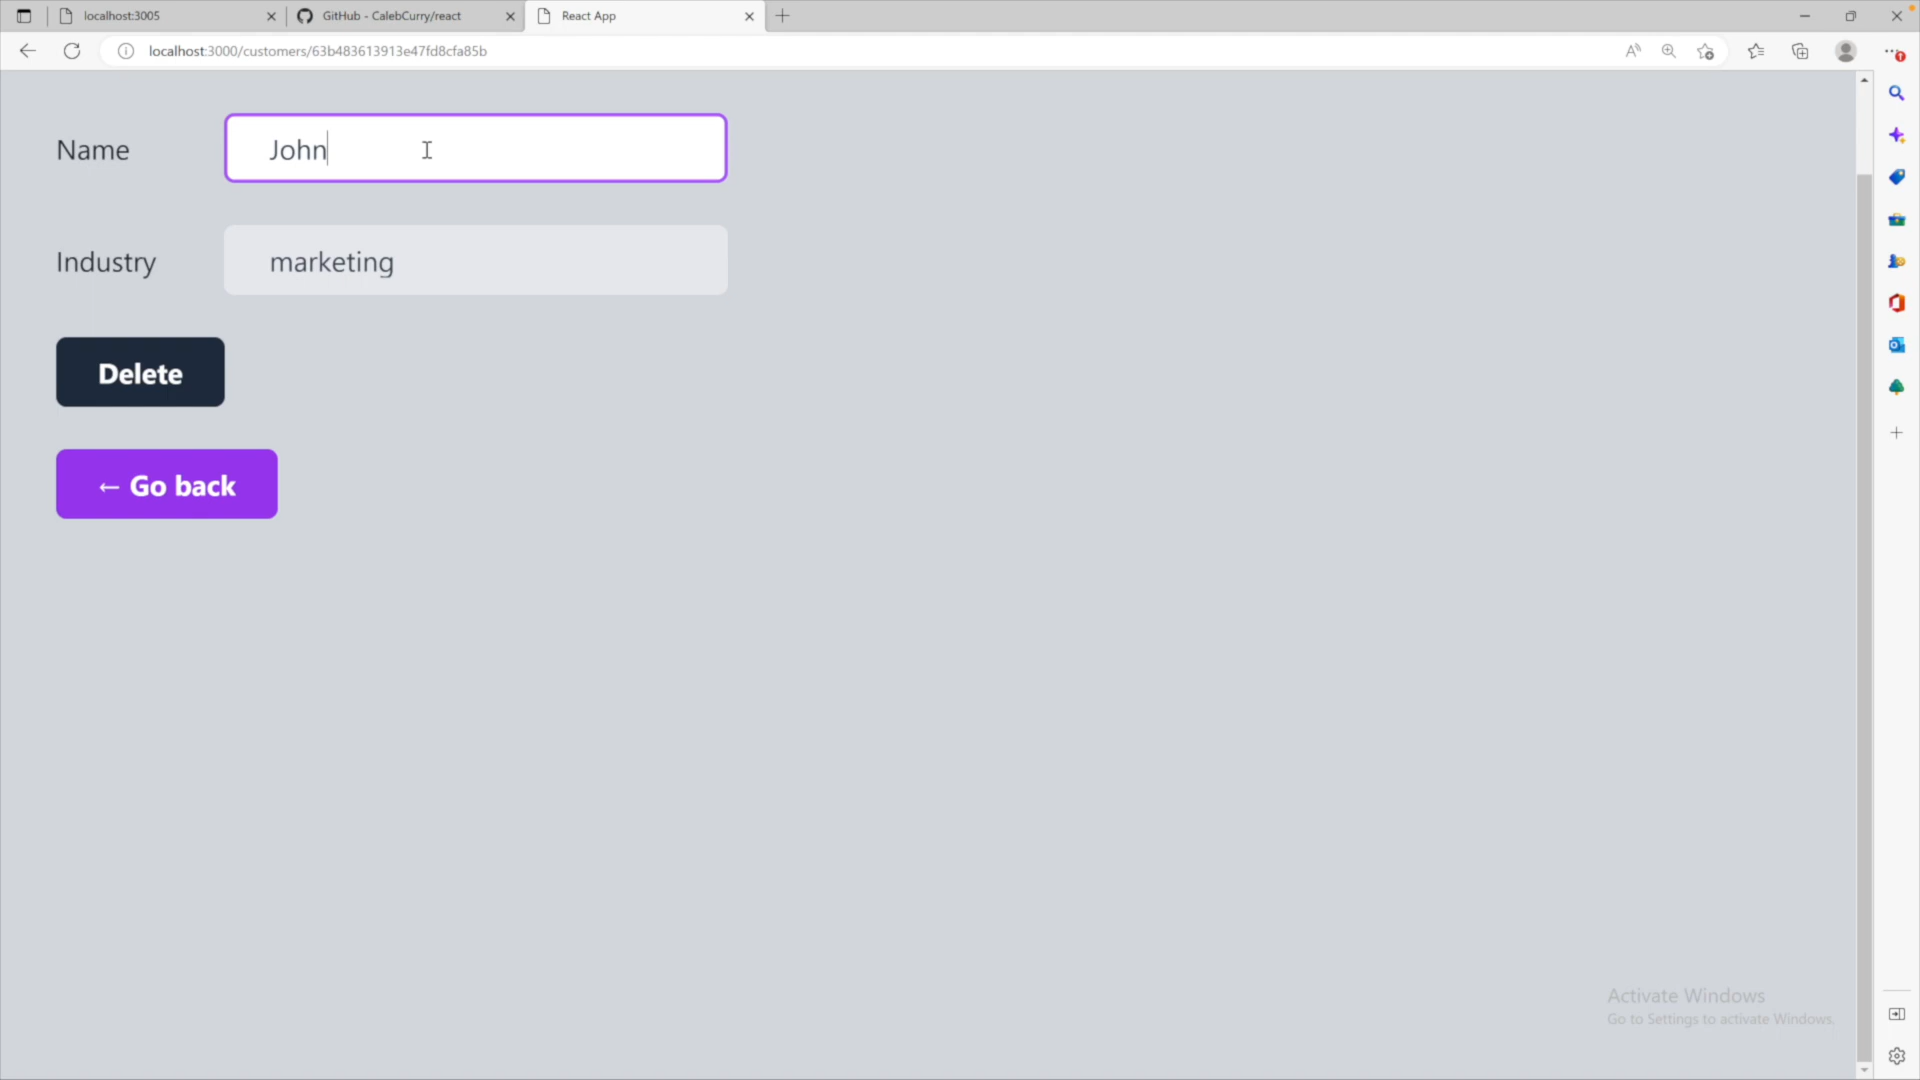 localhost:3005
GitHub - CalebCurry/react
React App
localhost:3000/customers/63b483613913e47fd8cfa85b
Name
John
Industry
marketing
Delete
← Go back
Activate Windows
Go to Settings to activate Windows.